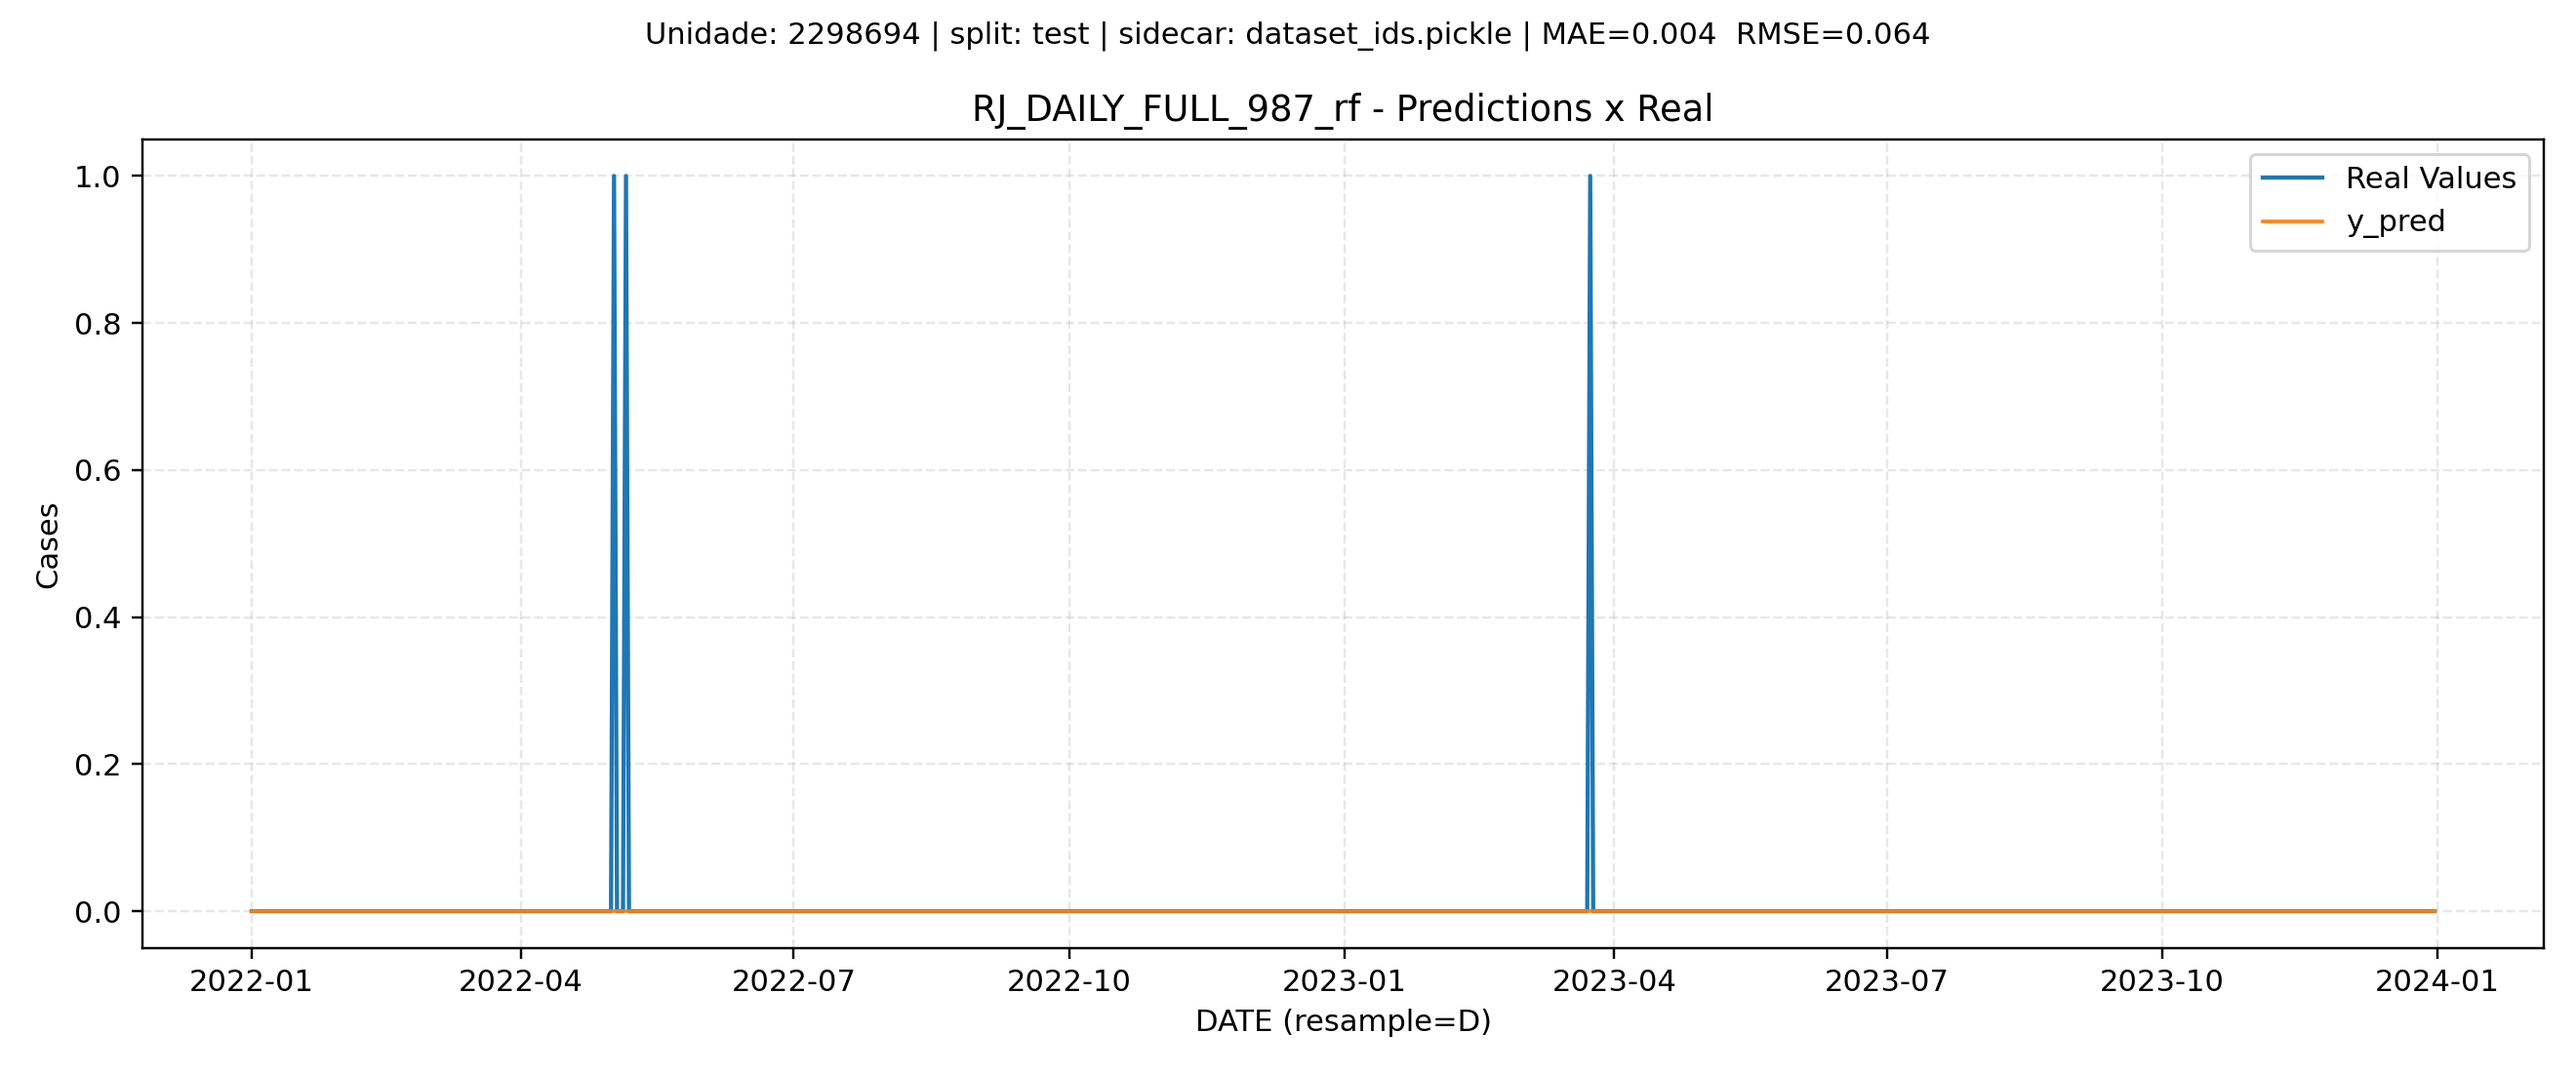 Unidade: 2298694 | split: test | sidecar: dataset_ids.pickle | MAE=0.004  RMSE=0.064
RJ_DAILY_FULL_987_rf - Predictions x Real
Real Values
y_pred
Cases
1.0
0.8
0.6
0.4
0.2
0.0
2022-01 2022-04 2022-07 2022-10 2023-01 2023-04 2023-07 2023-10 2024-01
DATE (resample=D)